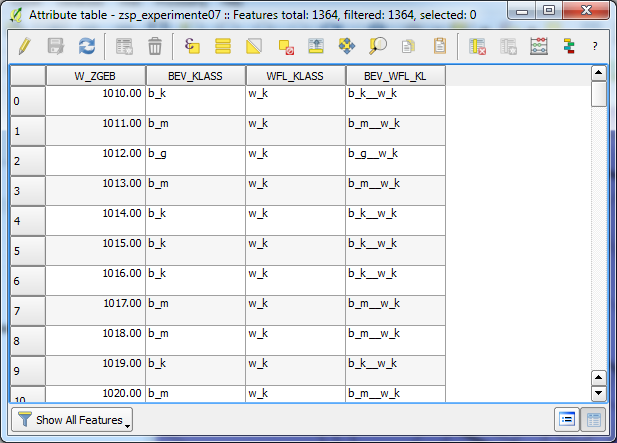 Attribute table - zsp_experimente07 :: Features total: 1364, filtered: 1364, selected: 0
?
W_ZGEB BEV_KLASS WFL_KLASS BEV_WFL_KL
0 1010.00 b_k w_k b_k__w_k
1 1011.00 b_m w_k b_m__w_k
2 1012.00 b_g w_k b_g__w_k
3 1013.00 b_m w_k b_m__w_k
4 1014.00 b_k w_k b_k__w_k
5 1015.00 b_k w_k b_k__w_k
6 1016.00 b_k w_k b_k__w_k
7 1017.00 b_m w_k b_m__w_k
8 1018.00 b_m w_k b_m__w_k
9 1019.00 b_k w_k b_k__w_k
10 1020.00 b_m w_k b_m__w_k
Show All Features